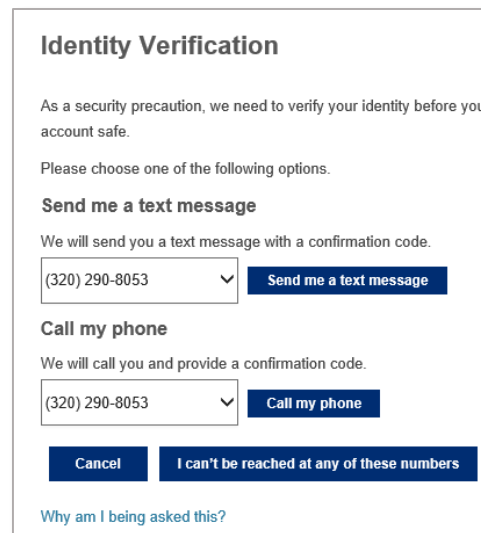 Identity Verification
As a security precaution, we need to verify your identity before you
account safe.
Please choose one of the following options.
Send me a text message
We will send you a text message with a confirmation code.
(320) 290-8053 Send me a text message
Call my phone
We will call you and provide a confirmation code.
(320) 290-8053 Call my phone
Cancel I can't be reached at any of these numbers
Why am I being asked this?